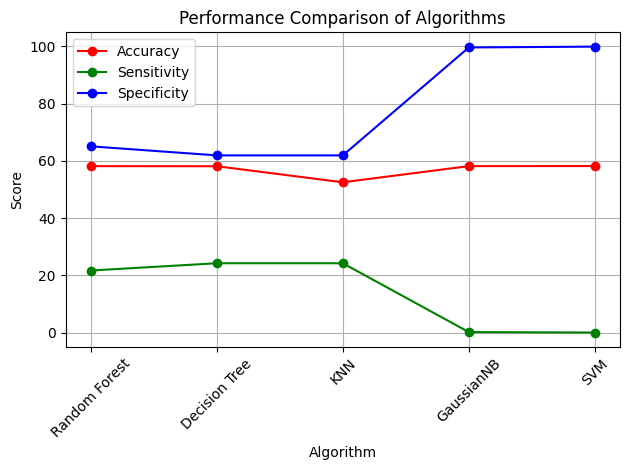 Performance Comparison of Algorithms
Accuracy
Sensitivity
Specificity
Score
100
80
60
40
20
0
Random Forest
Decision Tree
KNN
GaussianNB
SVM
Algorithm